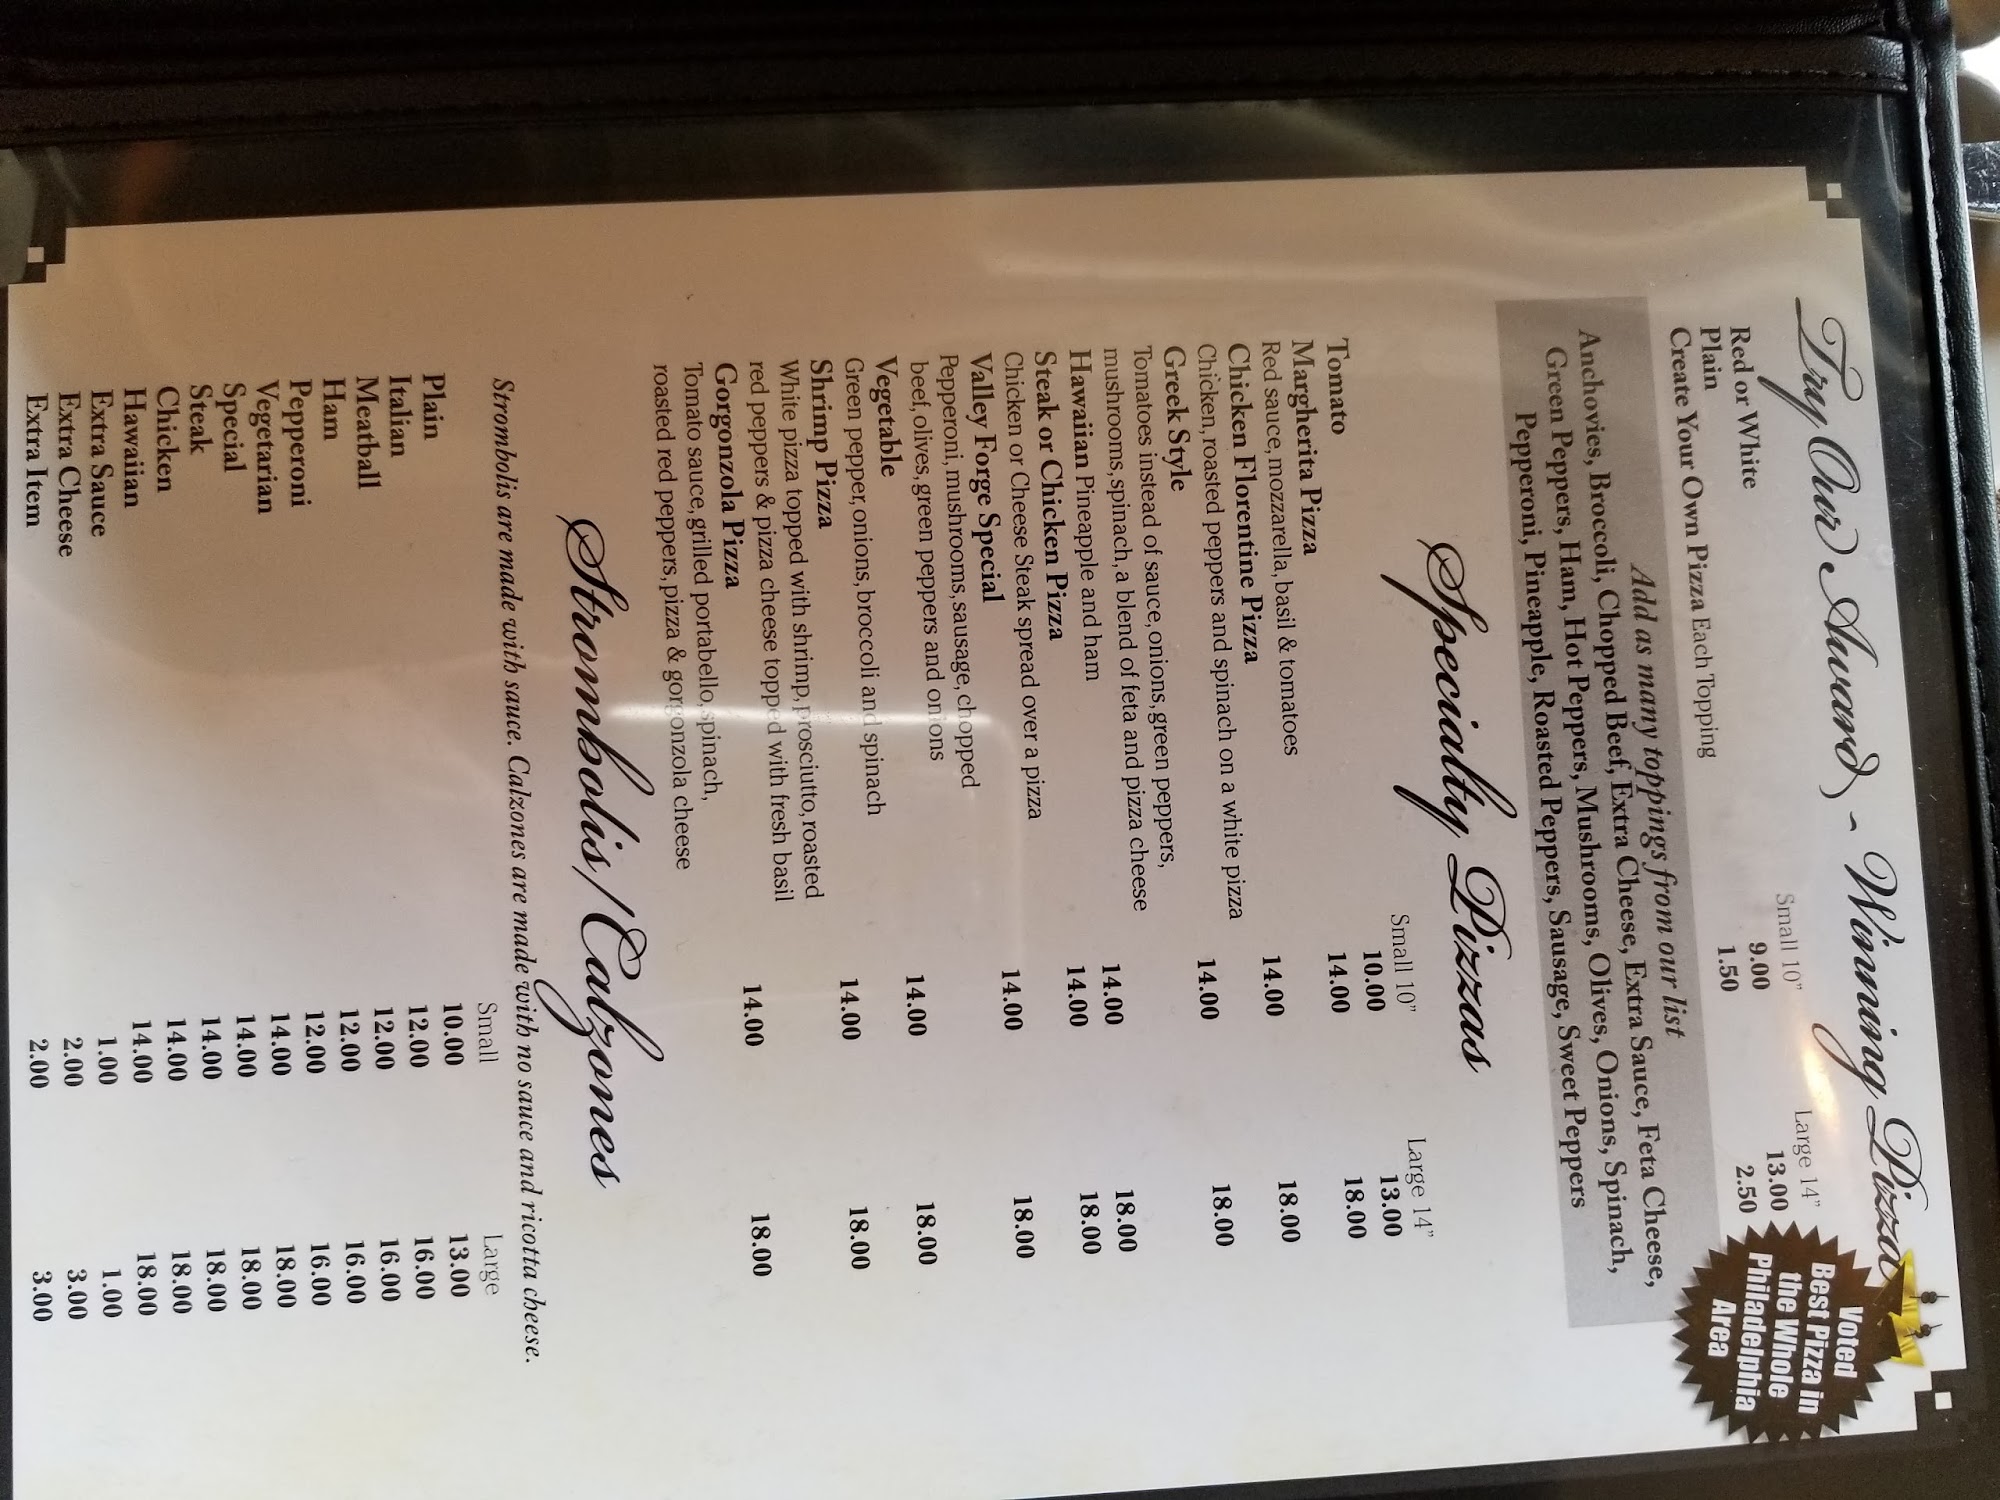 Try Our Award - Winning Pizza
Voted
Best Pizza in
the Whole
Philadelphia
Area
Small 10" Large 14"
Red or White
Plain 9.00 13.00
Create Your Own Pizza Each Topping 1.50 2.50
Add as many toppings from our list
Anchovies, Broccoli, Chopped Beef, Extra Cheese, Extra Sauce, Feta Cheese,
Green Peppers, Ham, Hot Peppers, Mushrooms, Olives, Onions, Spinach,
Pepperoni, Pineapple, Roasted Peppers, Sausage, Sweet Peppers
Specialty Pizzas
Small 10" Large 14"
Tomato 10.00 13.00
Margherita Pizza 14.00 18.00
Red sauce, mozzarella, basil & tomatoes
Chicken Florentine Pizza 14.00 18.00
Chicken, roasted peppers and spinach on a white pizza
Greek Style 14.00 18.00
Tomatoes instead of sauce, onions, green peppers,
mushrooms, spinach, a blend of feta and pizza cheese
Hawaiian Pineapple and ham 14.00 18.00
Steak or Chicken Pizza 14.00 18.00
Chicken or Cheese Steak spread over a pizza
Valley Forge Special 14.00 18.00
Pepperoni, mushrooms, sausage, chopped
beef, olives, green peppers and onions
Vegetable 14.00 18.00
Green pepper, onions, broccoli and spinach
Shrimp Pizza 14.00 18.00
White pizza topped with shrimp, prosciutto, roasted
red peppers & pizza cheese topped with fresh basil
Gorgonzola Pizza 14.00 18.00
Tomato sauce, grilled portabello, spinach,
roasted red peppers, pizza & gorgonzola cheese
Strombolis / Calzones
Strombolis are made with sauce. Calzones are made with no sauce and ricotta cheese.
Small Large
Plain 10.00 13.00
Italian 12.00 16.00
Meatball 12.00 16.00
Ham 12.00 16.00
Pepperoni 12.00 16.00
Vegetarian 14.00 18.00
Special 14.00 18.00
Steak 14.00 18.00
Chicken 14.00 18.00
Hawaiian 14.00 18.00
Extra Sauce 1.00 1.00
Extra Cheese 2.00 3.00
Extra Item 2.00 3.00